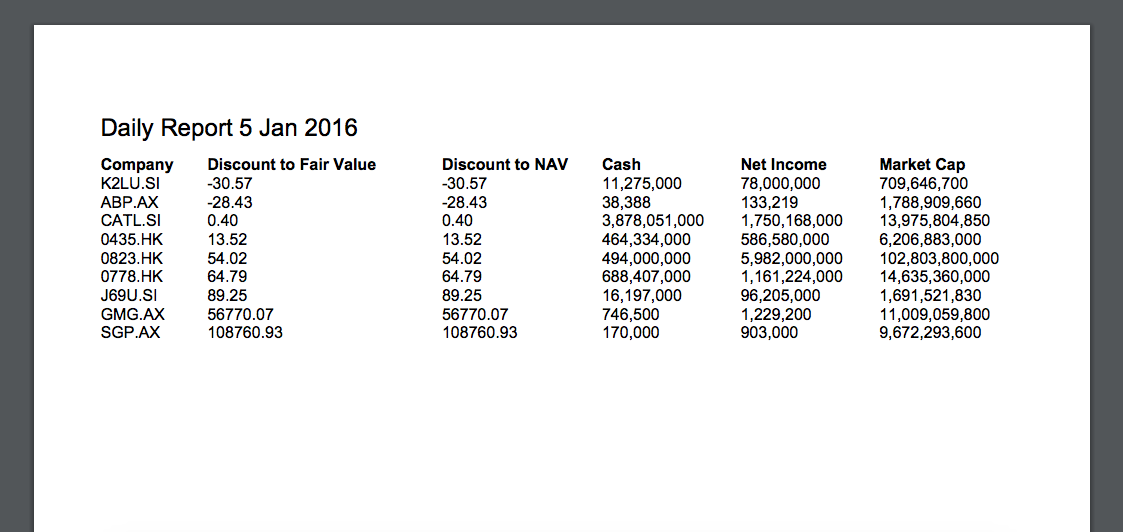 Daily Report 5 Jan 2016
Company Discount to Fair Value Discount to NAV Cash Net Income Market Cap
K2LU.SI -30.57 -30.57 11,275,000 78,000,000 709,646,700
ABP.AX -28.43 -28.43 38,388 133,219 1,788,909,660
CATL.SI 0.40 0.40 3,878,051,000 1,750,168,000 13,975,804,850
0435.HK 13.52 13.52 464,334,000 586,580,000 6,206,883,000
0823.HK 54.02 54.02 494,000,000 5,982,000,000 102,803,800,000
0778.HK 64.79 64.79 688,407,000 1,161,224,000 14,635,360,000
J69U.SI 89.25 89.25 16,197,000 96,205,000 1,691,521,830
GMG.AX 56770.07 56770.07 746,500 1,229,200 11,009,059,800
SGP.AX 108760.93 108760.93 170,000 903,000 9,672,293,600